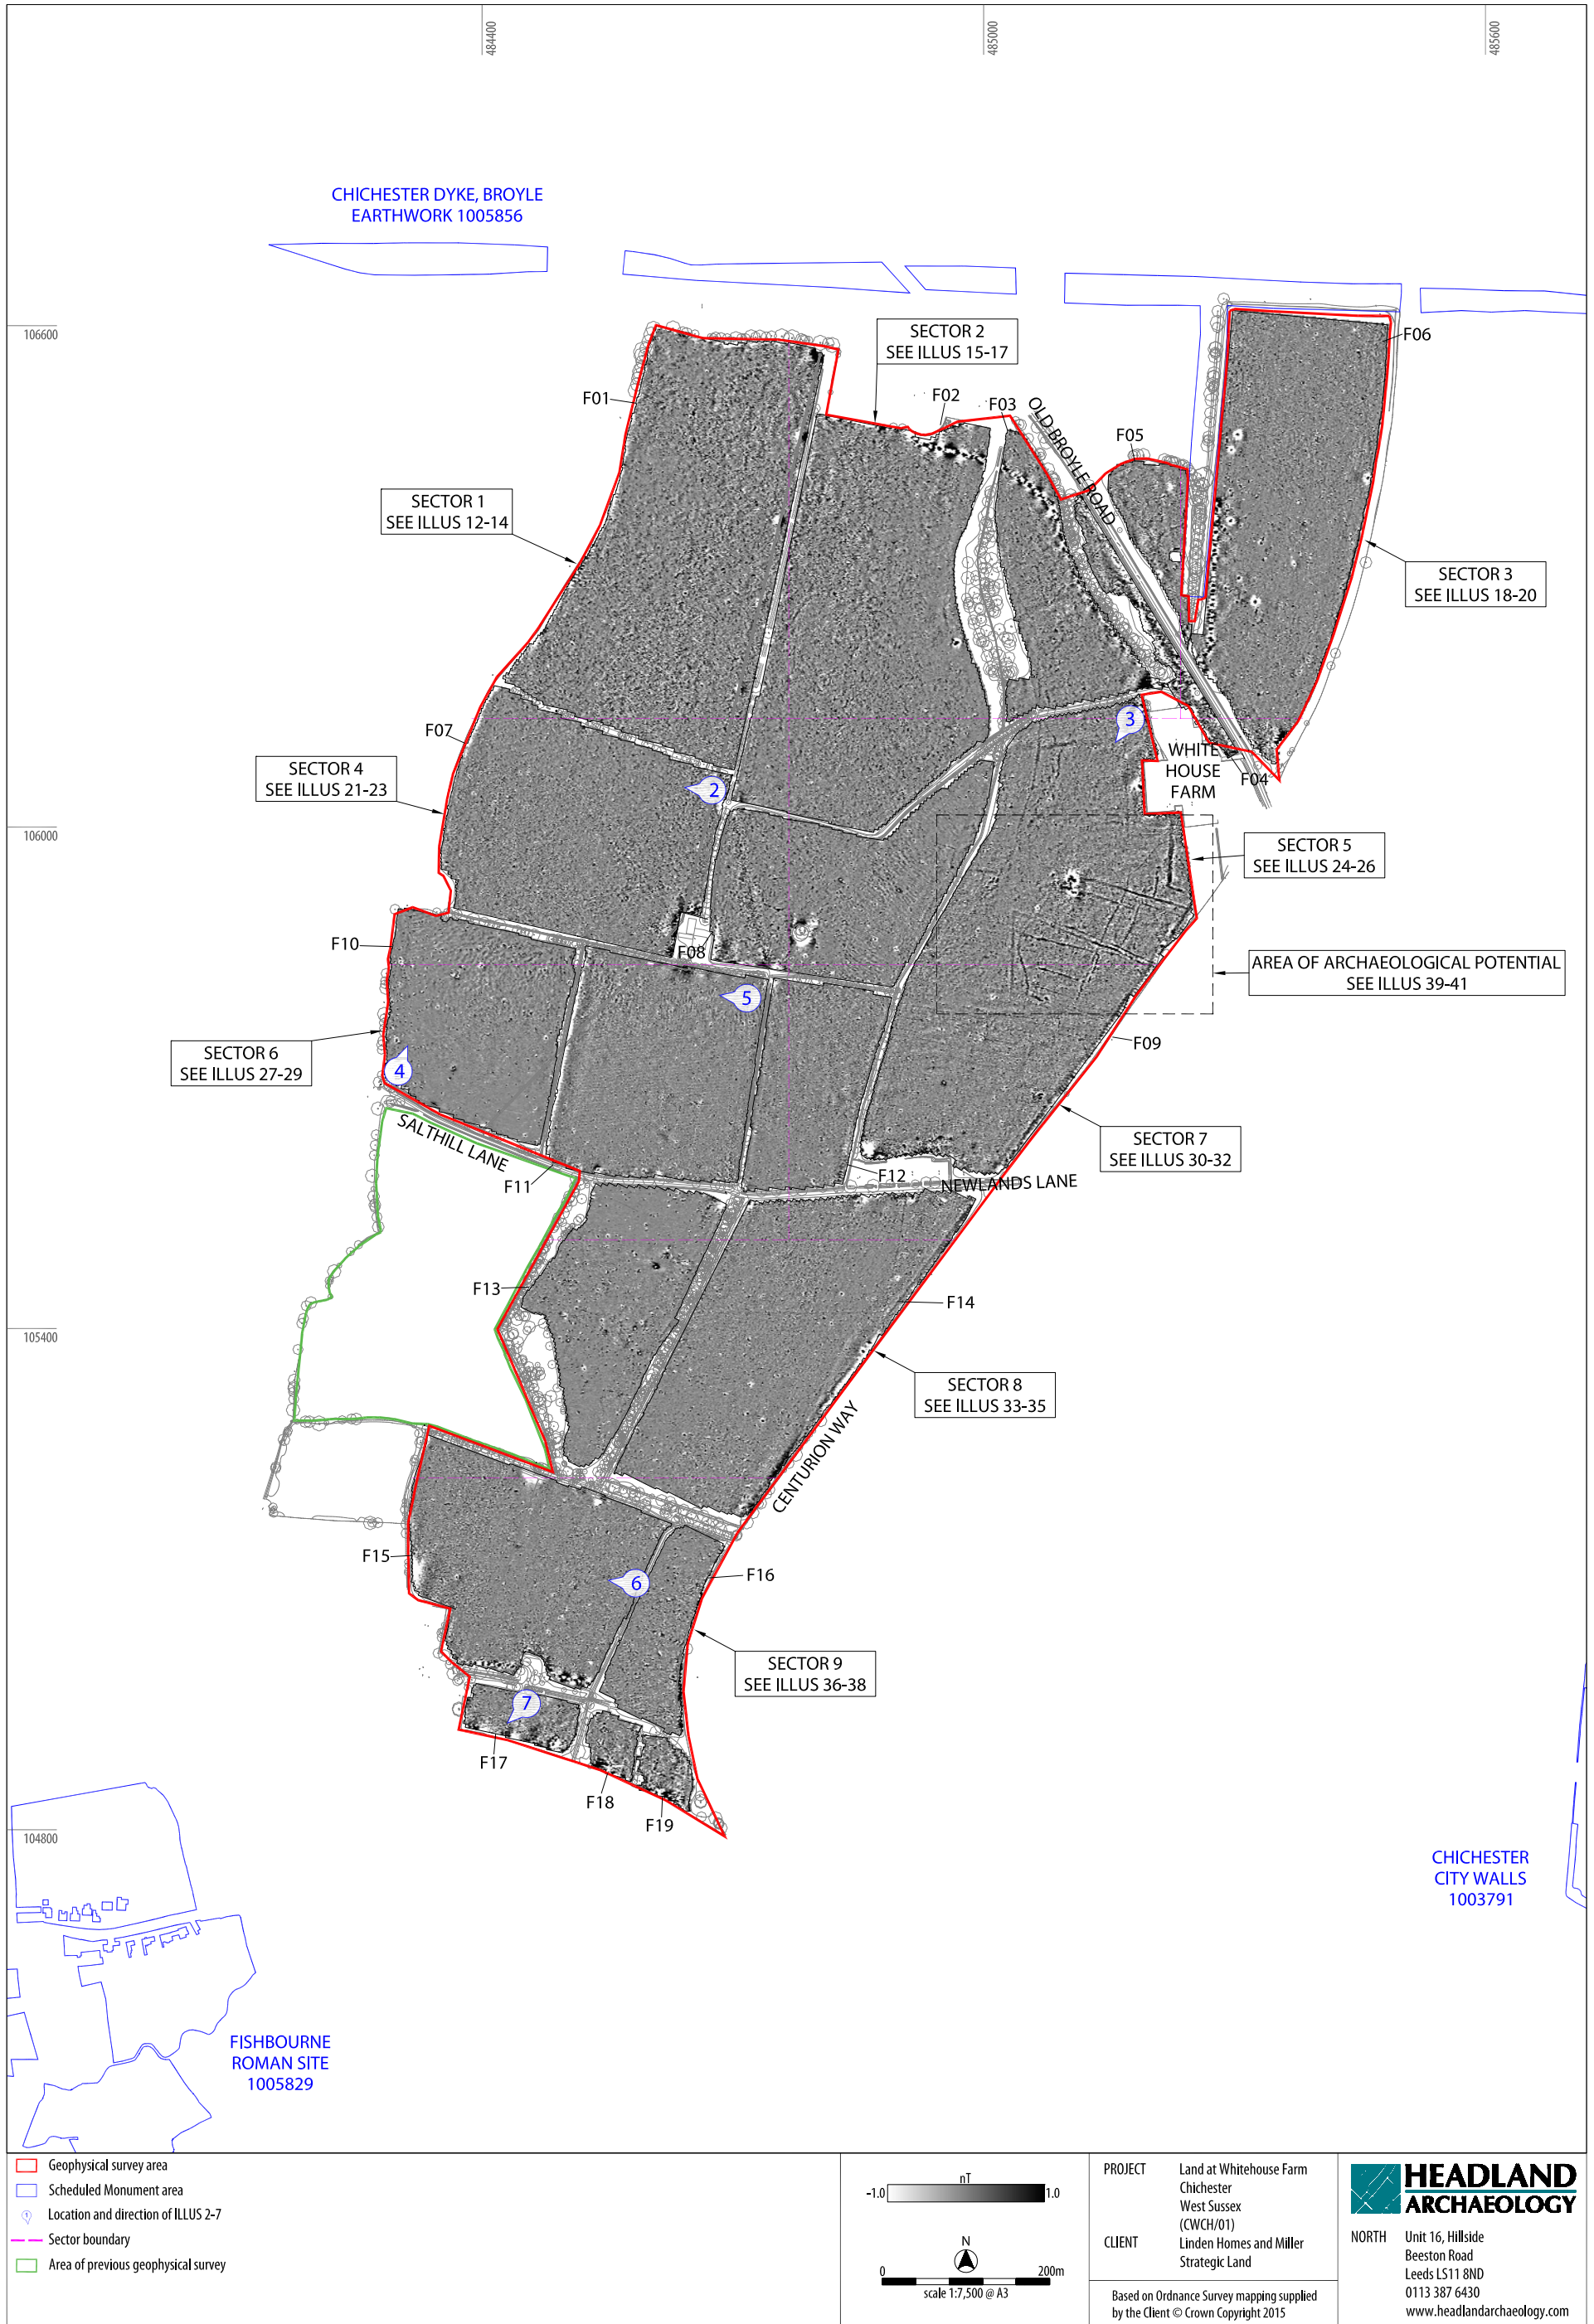 484400
485000
485600
CHICHESTER DYKE, BROYLE
EARTHWORK 1005856
106600
SECTOR 2
SEE ILLUS 15-17
F06
F01
F02
F03
OLD BROYLE ROAD
F05
SECTOR 1
SEE ILLUS 12-14
SECTOR 3
SEE ILLUS 18-20
F07
3
WHITE
HOUSE
FARM
F04
SECTOR 4
SEE ILLUS 21-23
2
106000
SECTOR 5
SEE ILLUS 24-26
F10
F08
AREA OF ARCHAEOLOGICAL POTENTIAL
SEE ILLUS 39-41
5
F09
SECTOR 6
SEE ILLUS 27-29
4
SALTHILL LANE
SECTOR 7
SEE ILLUS 30-32
F11
F12
NEWLANDS LANE
F13
F14
105400
SECTOR 8
SEE ILLUS 33-35
CENTURION WAY
F15
6
F16
SECTOR 9
SEE ILLUS 36-38
7
F17
F18
F19
104800
CHICHESTER
CITY WALLS
1003791
FISHBOURNE
ROMAN SITE
1005829
Geophysical survey area
Scheduled Monument area
1 Location and direction of ILLUS 2-7
Sector boundary
Area of previous geophysical survey
nT
-1.0 1.0
N
0 200m
scale 1:7,500 @ A3
PROJECT Land at Whitehouse Farm
Chichester
West Sussex
(CWCH/01)
CLIENT Linden Homes and Miller
Strategic Land
Based on Ordnance Survey mapping supplied
by the Client © Crown Copyright 2015
HEADLAND
ARCHAEOLOGY
NORTH Unit 16, Hillside
Beeston Road
Leeds LS11 8ND
0113 387 6430
www.headlandarchaeology.com